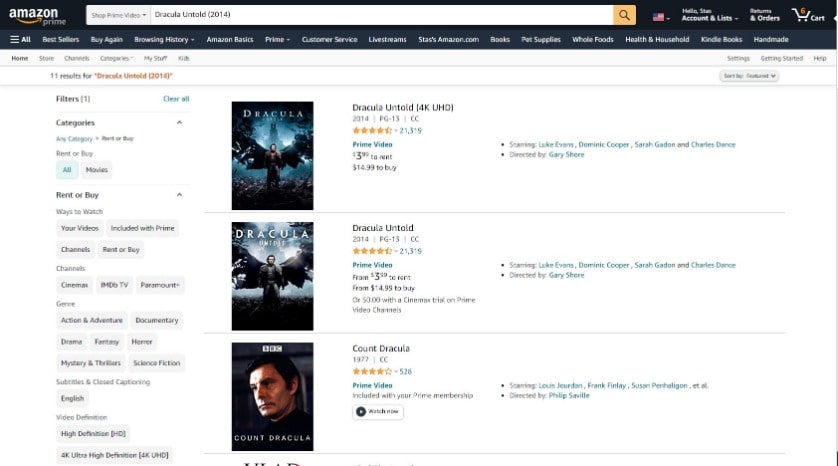 amazon prime
Shop Prime Video
Dracula Untold (2014)
Hello, Stas
Account & Lists
Returns
& Orders
6
Cart
All
Best Sellers
Buy Again
Browsing History
Amazon Basics
Prime
Customer Service
Livestreams
Stas's Amazon.com
Books
Pet Supplies
Whole Foods
Health & Household
Kindle Books
Handmade
Home
Store
Channels
Categories
My Stuff
Kids
Settings
Getting Started
Help
11 results for "Dracula Untold (2014)"
Sort by: Featured
Filters (1)
Clear all
Categories
Any Category > Rent or Buy
Rent or Buy
All
Movies
Rent or Buy
Ways to Watch
Your Videos
Included with Prime
Channels
Rent or Buy
Channels
Cinemax
IMDb TV
Paramount+
Genre
Action & Adventure
Documentary
Drama
Fantasy
Horror
Mystery & Thrillers
Science Fiction
Subtitles & Closed Captioning
English
Video Definition
High Definition [HD]
4K Ultra High Definition [4K UHD]
DRACULA
Dracula Untold (4K UHD)
2014 | PG-13 | CC
21,319
Prime Video
$3.99 to rent
$14.99 to buy
Starring: Luke Evans , Dominic Cooper , Sarah Gadon and Charles Dance
Directed by: Gary Shore
DRACULA
UNTOLD
Dracula Untold
2014 | PG-13 | CC
21,319
Prime Video
From $3.99 to rent
From $14.99 to buy
Or $0.00 with a Cinemax trial on Prime
Video Channels
Starring: Luke Evans , Dominic Cooper , Sarah Gadon and Charles Dance
Directed by: Gary Shore
BBC
COUNT DRACULA
Count Dracula
1977 | CC
528
Prime Video
Included with your Prime membership
Watch now
Starring: Louis Jourdan , Frank Finlay , Susan Penhaligon , et al.
Directed by: Philip Saville